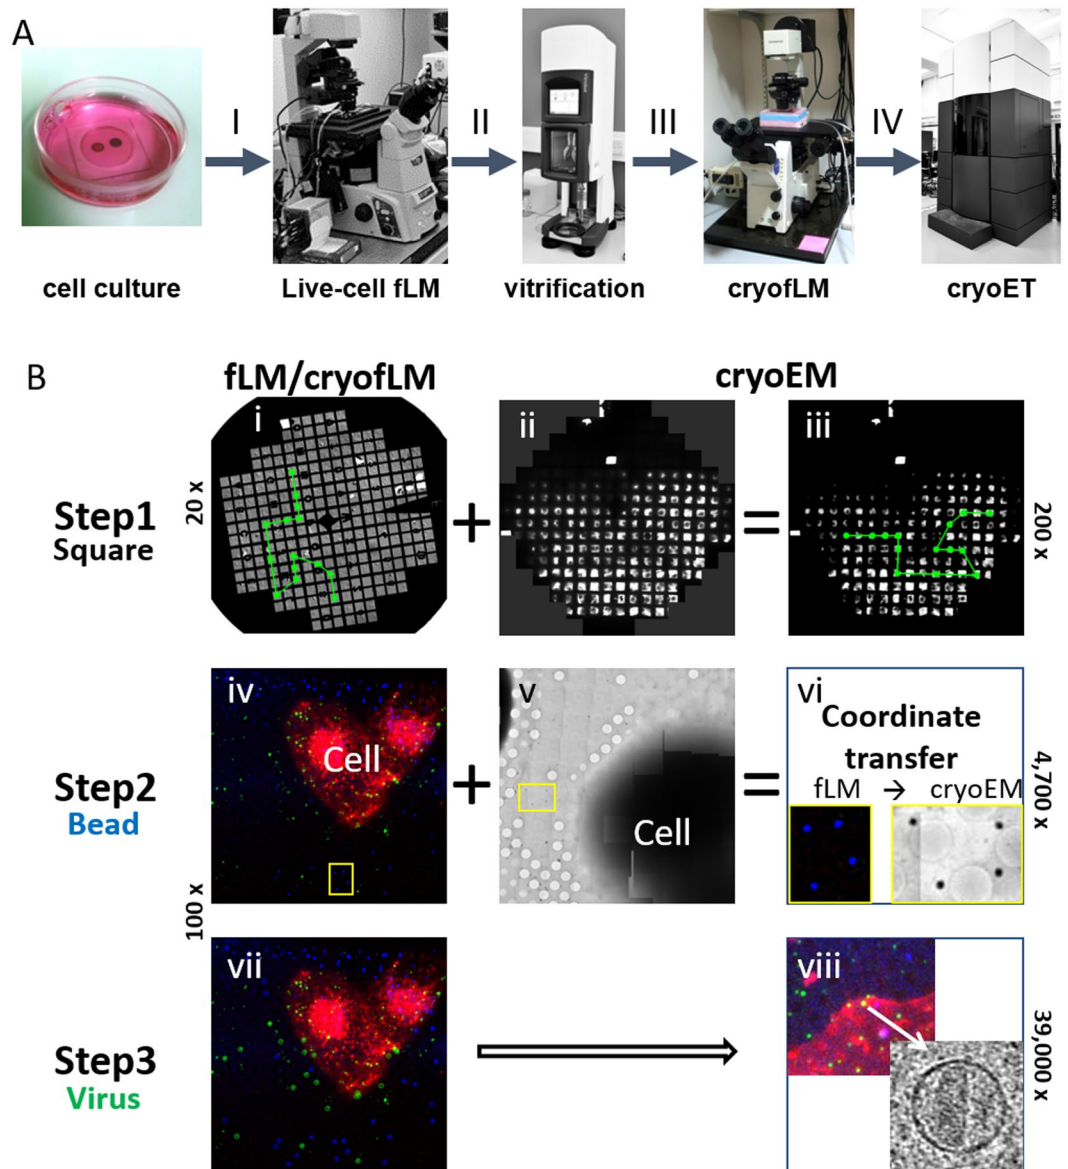 A
I
II
III
IV
cell culture
Live-cell fLM
vitrification
cryofLM
cryoET
B
fLM/cryofLM
cryoEM
Step1
Square
20 x
i
+
ii
=
iii
200 x
Step2
Bead
100 x
iv
Cell
+
v
Cell
=
vi
Coordinate
transfer
fLM → cryoEM
4,700 x
Step3
Virus
vii
viii
39,000 x